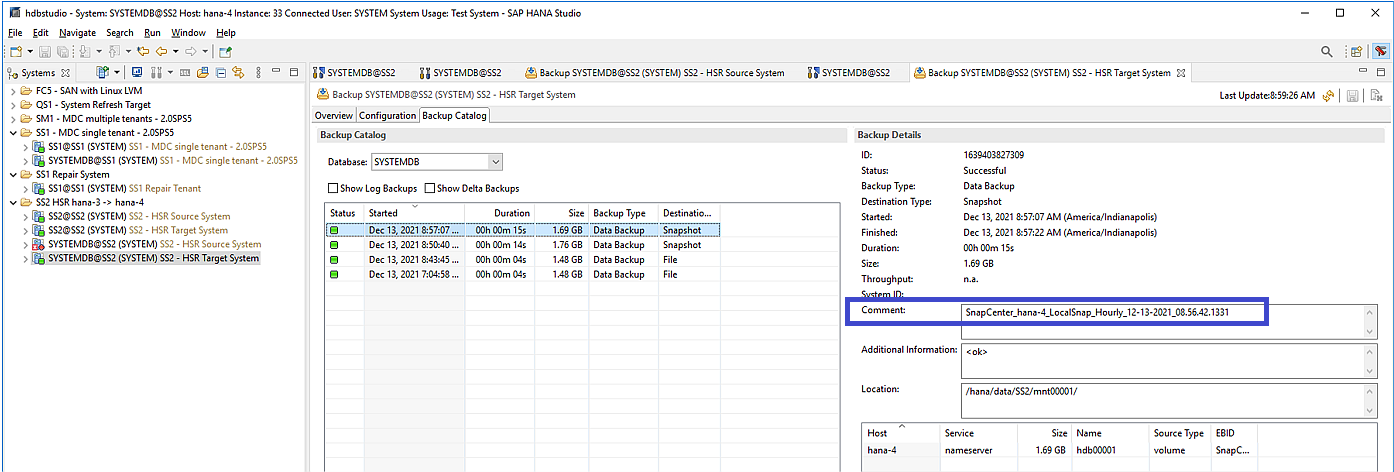 hdbstudio - System: SYSTEMDB@SS2 Host: hana-4 Instance: 33 Connected User: SYSTEM System Usage: Test System - SAP HANA Studio
File Edit Navigate Search Run Window Help
Systems
FC5 - SAN with Linux LVM
QS1 - System Refresh Target
SM1 - MDC multiple tenants - 2.0SPS5
SS1 - MDC single tenant - 2.0SPS5
SS1@SS1 (SYSTEM) SS1 - MDC single tenant - 2.0SPS5
SYSTEMDB@SS1 (SYSTEM) SS1 - MDC single tenant - 2.0SPS5
SS1 Repair System
SS1@SS1 (SYSTEM) SS1 Repair Tenant
SS2 HSR hana-3 -> hana-4
SS2@SS2 (SYSTEM) SS2 - HSR Source System
SS2@SS2 (SYSTEM) SS2 - HSR Target System
SYSTEMDB@SS2 (SYSTEM) SS2 - HSR Source System
SYSTEMDB@SS2 (SYSTEM) SS2 - HSR Target System
SYSTEMDB@SS2 SYSTEMDB@SS2 Backup SYSTEMDB@SS2 (SYSTEM) SS2 - HSR Source System SYSTEMDB@SS2 Backup SYSTEMDB@SS2 (SYSTEM) SS2 - HSR Target System
Backup SYSTEMDB@SS2 (SYSTEM) SS2 - HSR Target System
Last Update:8:59:26 AM
Overview Configuration Backup Catalog
Backup Catalog
Database: SYSTEMDB
Show Log Backups Show Delta Backups
Status Started Duration Size Backup Type Destinatio...
Dec 13, 2021 8:57:07 ... 00h 00m 15s 1.69 GB Data Backup Snapshot
Dec 13, 2021 8:50:40 ... 00h 00m 14s 1.76 GB Data Backup Snapshot
Dec 13, 2021 8:43:45 ... 00h 00m 04s 1.48 GB Data Backup File
Dec 13, 2021 7:04:58 ... 00h 00m 04s 1.48 GB Data Backup File
Backup Details
ID: 1639403827309
Status: Successful
Backup Type: Data Backup
Destination Type: Snapshot
Started: Dec 13, 2021 8:57:07 AM (America/Indianapolis)
Finished: Dec 13, 2021 8:57:22 AM (America/Indianapolis)
Duration: 00h 00m 15s
Size: 1.69 GB
Throughput: n.a.
System ID:
Comment: SnapCenter_hana-4_LocalSnap_Hourly_12-13-2021_08.56.42.1331
Additional Information: <ok>
Location: /hana/data/SS2/mnt00001/
Host Service Size Name Source Type EBID
hana-4 nameserver 1.69 GB hdb00001 volume SnapC...